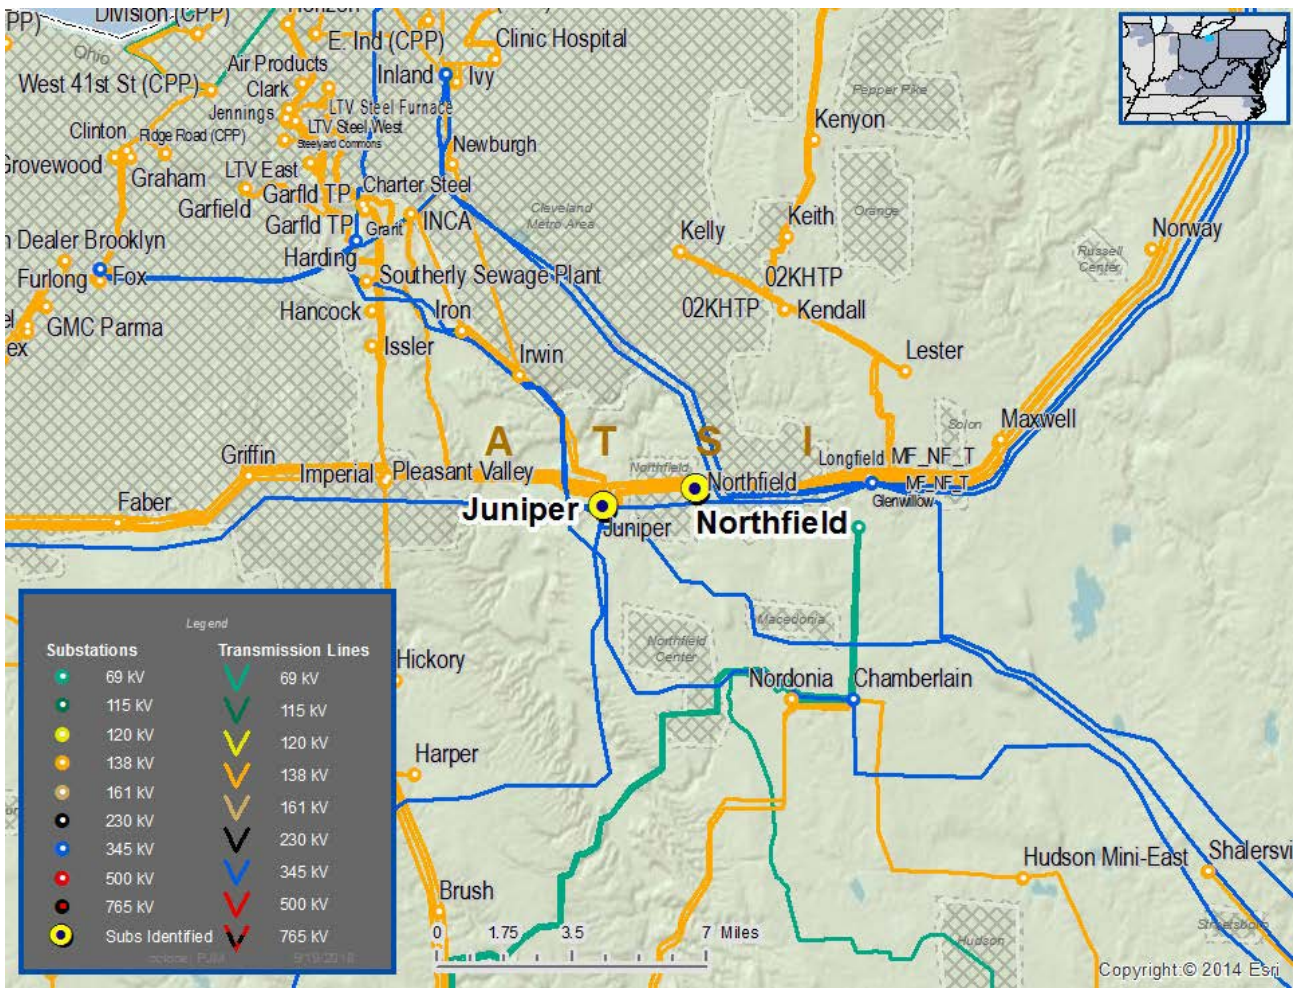 PP)
Division (CPP)
Horizon
E. Ind (CPP)
Clinic Hospital
Ohio
Air Products
Inland
Ivy
West 41st St (CPP)
Clark
Pepper Pike
Jennings
LTV Steel Furnace
Kenyon
Clinton
Ridge Road (CPP)
LTV Steel West
Steelyard Commons
Newburgh
Grovewood
Graham
LTV East
Garfield
Garfld TP
Charter Steel
Garfld TP
Grant
INCA
Cleveland
Metro Area
Keith
Orange
Kelly
Norway
n Dealer Brooklyn
Harding
Russell
Center
Furlong
Fox
Southerly Sewage Plant
02KHTP
Hancock
Iron
02KHTP
Kendall
el
GMC Parma
ex
Issler
Irwin
Lester
Solon
Maxwell
A T S I
Griffin
Imperial
Pleasant Valley
Northfield
Northfield
Longfield
MF_NF_T
MF_NF_T
Glenwillow
Faber
Juniper
Juniper
Northfield
Macedonia
Northfield
Center
Hickory
Nordonia
Chamberlain
Harper
Hudson Mini-East
Shalersvi
Brush
Streetsboro
Hudson
Legend
Substations
Transmission Lines
69 kV
69 kV
115 kV
115 kV
120 kV
120 kV
138 kV
138 kV
161 kV
161 kV
230 kV
230 kV
345 kV
345 kV
500 kV
500 kV
765 kV
765 kV
Subs Identified
0 1.75 3.5 7 Miles
Copyright:© 2014 Esri